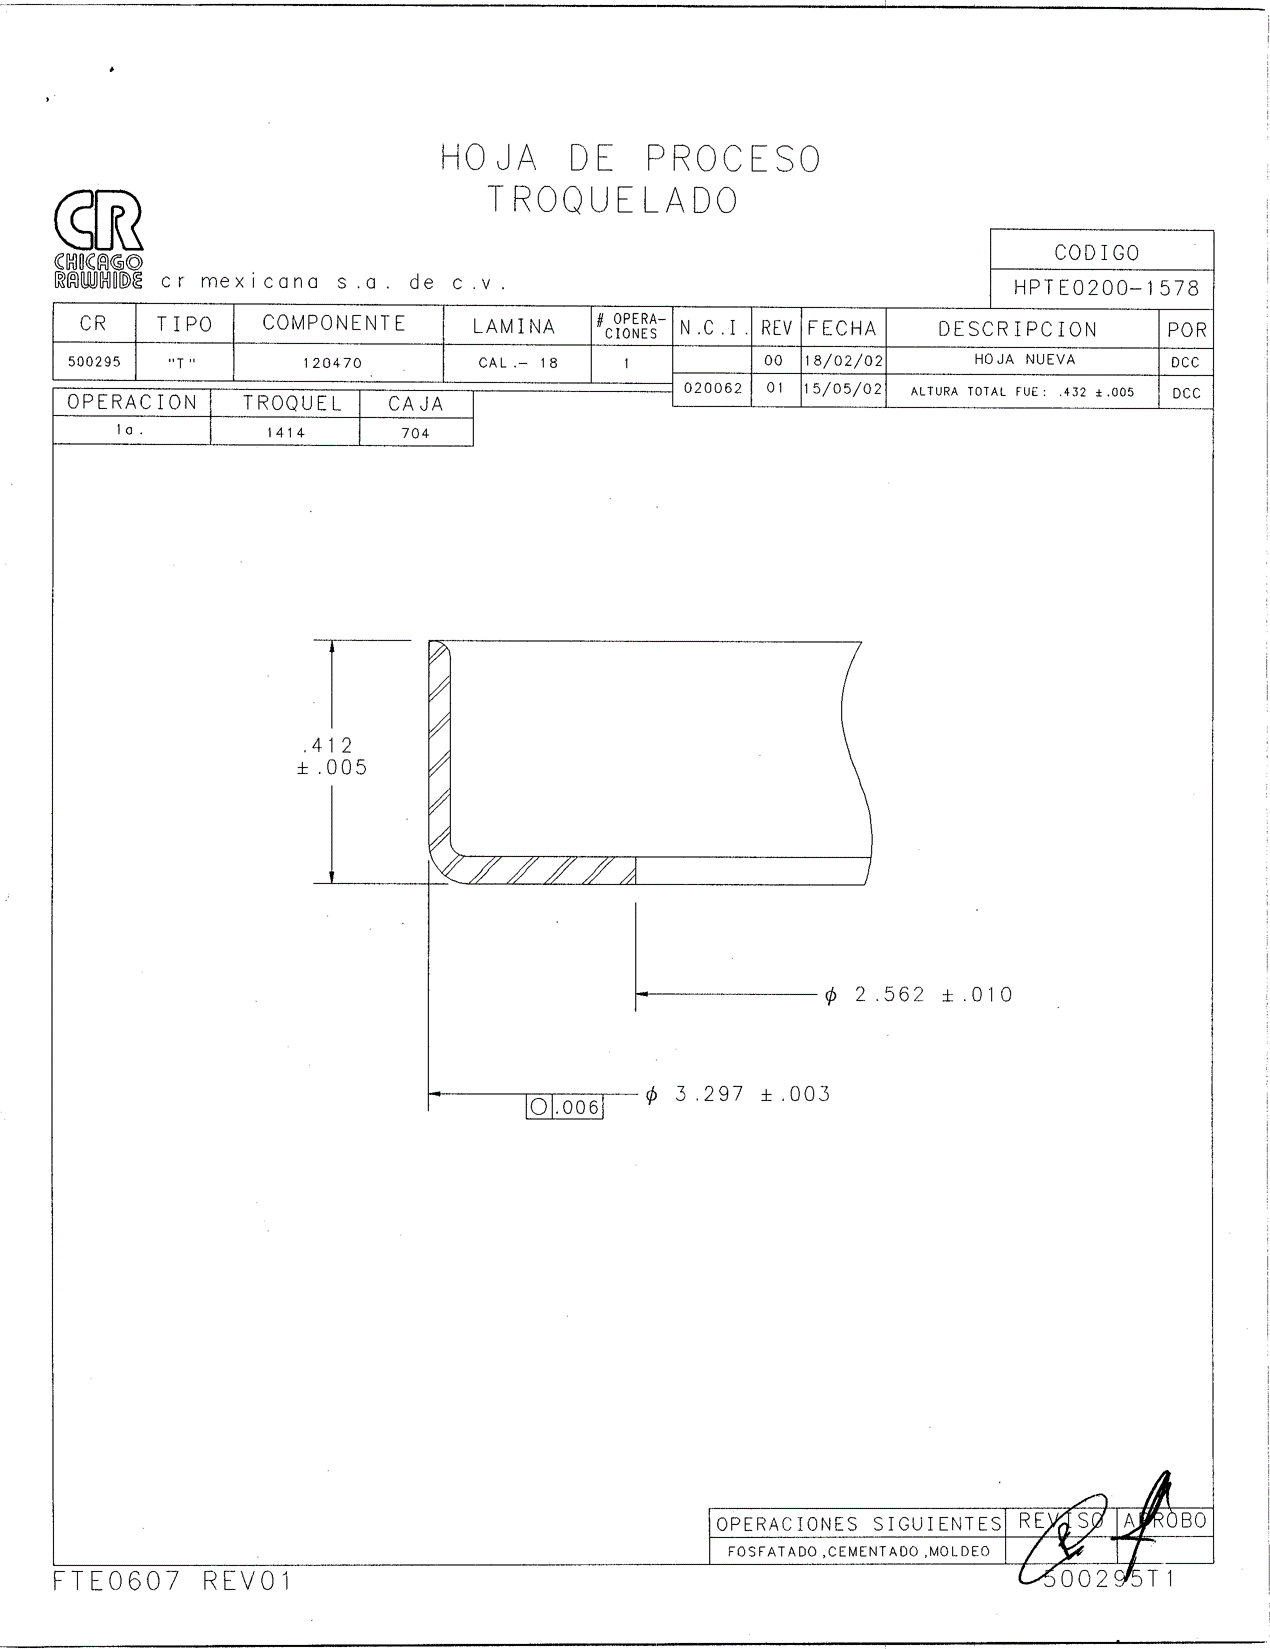 HOJA DE PROCESO
TROQUELADO
CR
CHICAGO
RAWHIDE
cr mexicana s.a. de c.v.
CODIGO
HPTE0200-1578
CR TIPO COMPONENTE LAMINA # OPERA-CIONES N.C.I. REV FECHA DESCRIPCION POR
500295 "T" 120470 CAL.- 18 1 00 18/02/02 HOJA NUEVA DCC
020062 01 15/05/02 ALTURA TOTAL FUE: .432 ±.005 DCC
OPERACION TROQUEL CAJA
1a. 1414 704
.412
±.005
ϕ 2.562 ±.010
ϕ 3.297 ±.003
○ .006
OPERACIONES SIGUIENTES REVISO APROBO
FOSFATADO,CEMENTADO,MOLDEO
FTE0607 REV01
500295T1